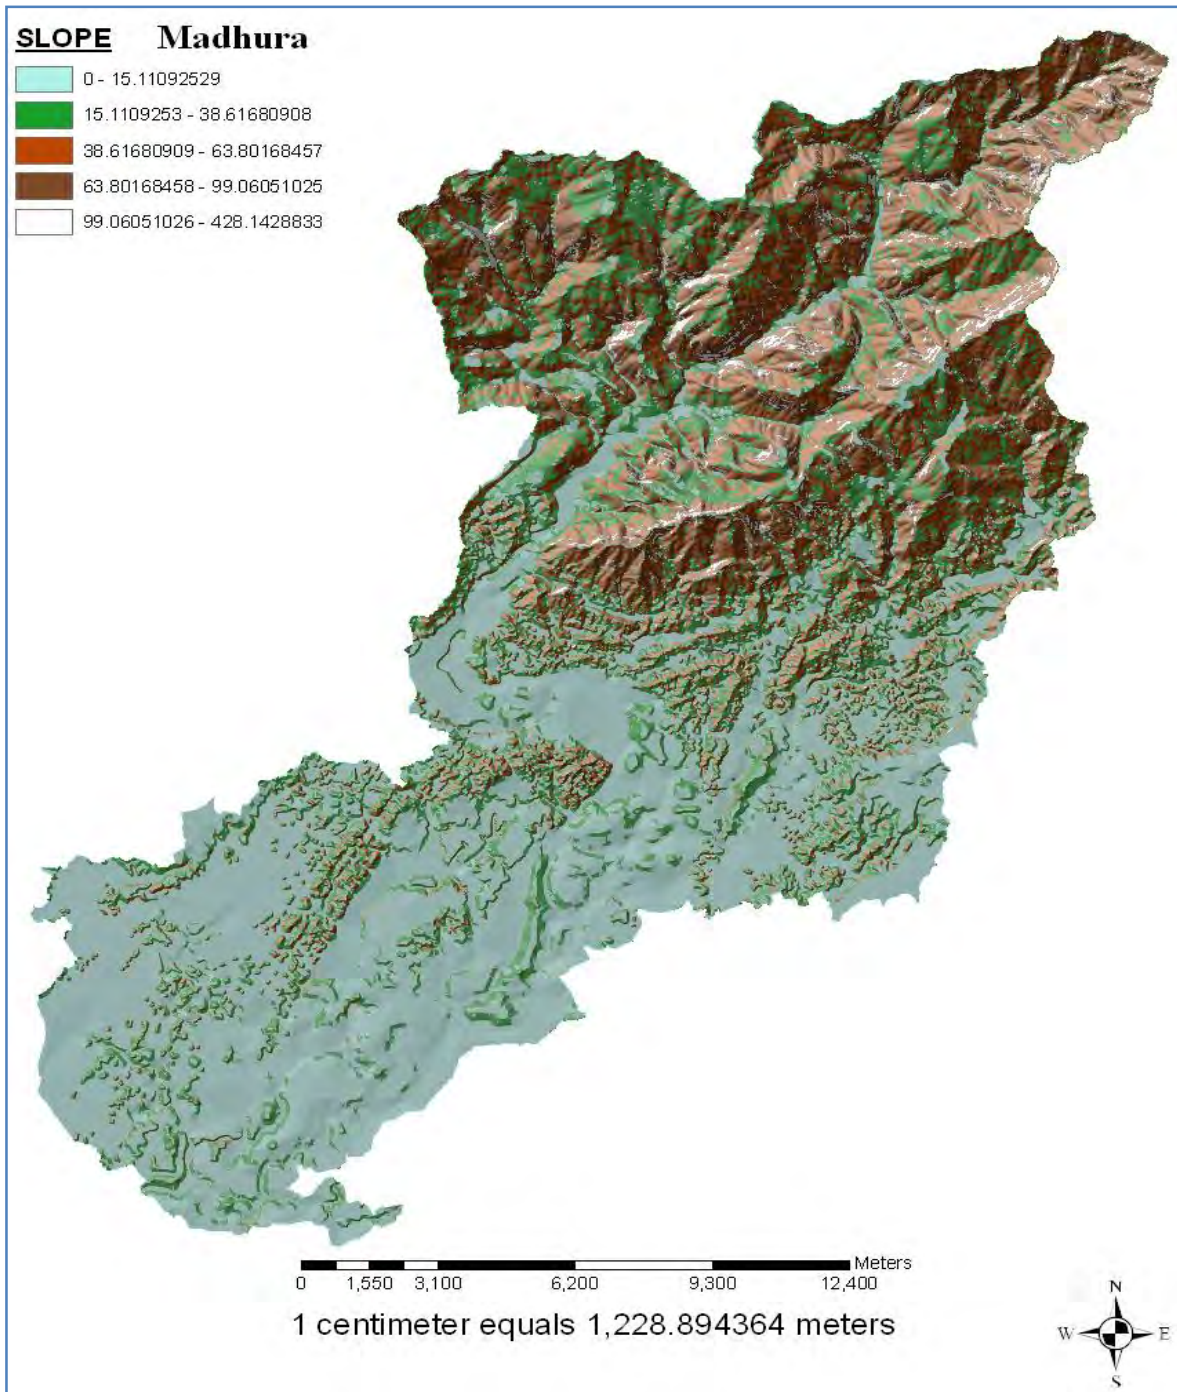 SLOPE Madhura
0 - 15.11092529
15.1109253 - 38.61680908
38.61680909 - 63.80168457
63.80168458 - 99.06051025
99.06051026 - 428.1428833
Meters
0 1,550 3,100 6,200 9,300 12,400
1 centimeter equals 1,228.894364 meters
N
W E
S